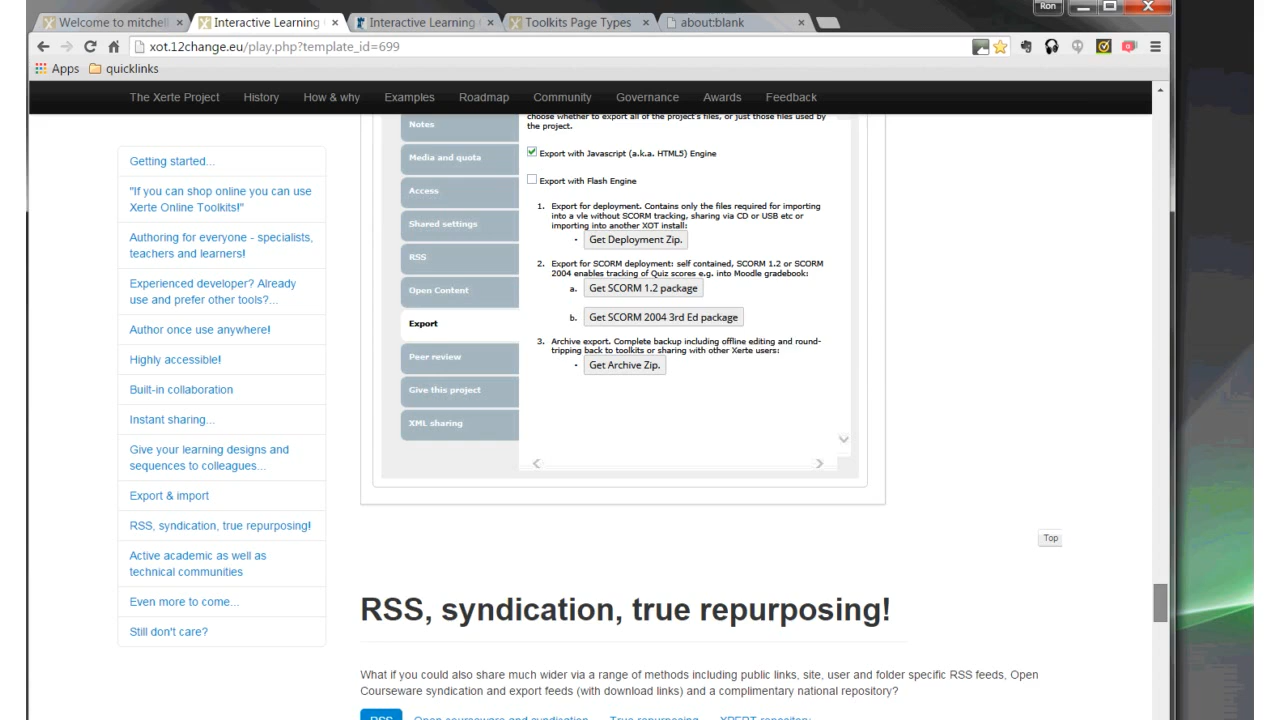 Ron
Welcome to mitchell
Interactive Learning
Interactive Learning
Toolkits Page Types
about:blank
xot.12change.eu/play.php?template_id=699
Apps quicklinks
The Xerte Project History How & why Examples Roadmap Community Governance Awards Feedback
Getting started...
"If you can shop online you can use
Xerte Online Toolkits!"
Authoring for everyone - specialists,
teachers and learners!
Experienced developer? Already
use and prefer other tools?...
Author once use anywhere!
Highly accessible!
Built-in collaboration
Instant sharing...
Give your learning designs and
sequences to colleagues...
Export & import
RSS, syndication, true repurposing!
Active academic as well as
technical communities
Even more to come...
Still don't care?
Notes
Media and quota
Access
Shared settings
RSS
Open Content
Export
Peer review
Give this project
XML sharing
choose whether to export all of the project's files, or just those files used by
the project.
Export with Javascript (a.k.a. HTML5) Engine
Export with Flash Engine
1. Export for deployment. Contains only the files required for importing
into a vle without SCORM tracking, sharing via CD or USB etc or
importing into another XOT install:
Get Deployment Zip.
2. Export for SCORM deployment: self contained, SCORM 1.2 or SCORM
2004 enables tracking of Quiz scores e.g. into Moodle gradebook:
a. Get SCORM 1.2 package
b. Get SCORM 2004 3rd Ed package
3. Archive export. Complete backup including offline editing and round-
tripping back to toolkits or sharing with other Xerte users:
Get Archive Zip.
Top
RSS, syndication, true repurposing!
What if you could also share much wider via a range of methods including public links, site, user and folder specific RSS feeds, Open
Courseware syndication and export feeds (with download links) and a complimentary national repository?
RSS Open courseware and syndication True repurposing XPERT repository